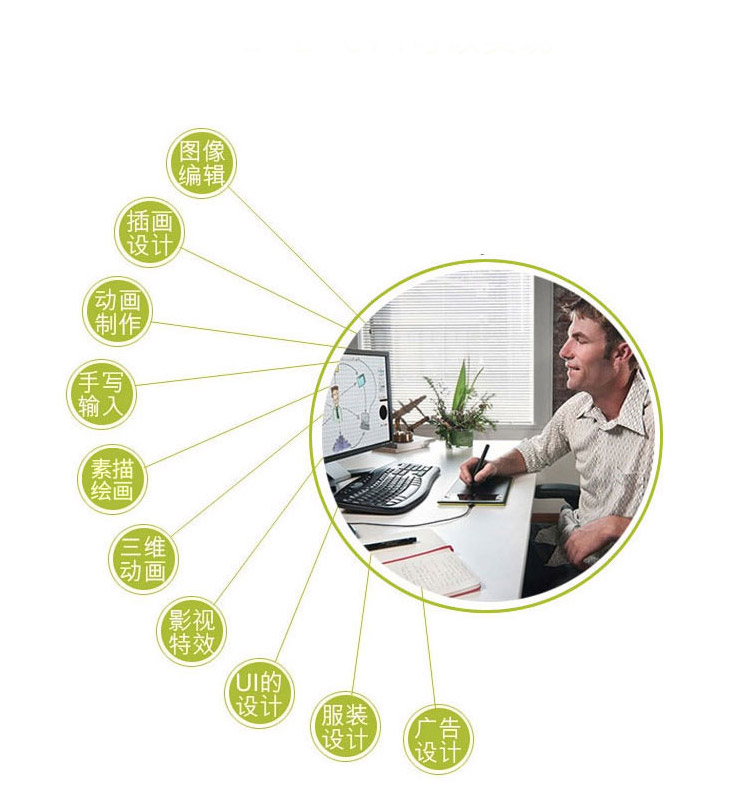 图像
编辑
插画
设计
动画
制作
手写
输入
素描
绘画
三维
动画
影视
特效
UI的
设计
服装
设计
广告
设计